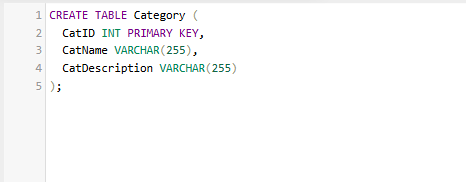 1 CREATE TABLE Category (
2 CatID INT PRIMARY KEY,
3 CatName VARCHAR(255),
4 CatDescription VARCHAR(255)
5 );